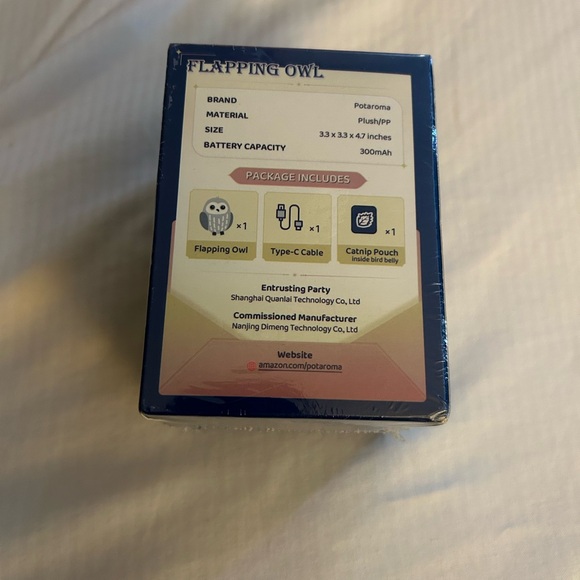 FLAPPING OWL
BRAND Potaroma
MATERIAL Plush/PP
SIZE 3.3 x 3.3 x 4.7 inches
BATTERY CAPACITY 300mAh
PACKAGE INCLUDES
×1 ×1 ×1
Flapping Owl Type-C Cable Catnip Pouch
inside bird belly
Entrusting Party
Shanghai Quanlai Technology Co., Ltd
Commissioned Manufacturer
Nanjing Dimeng Technology Co., Ltd
Website
amazon.com/potaroma